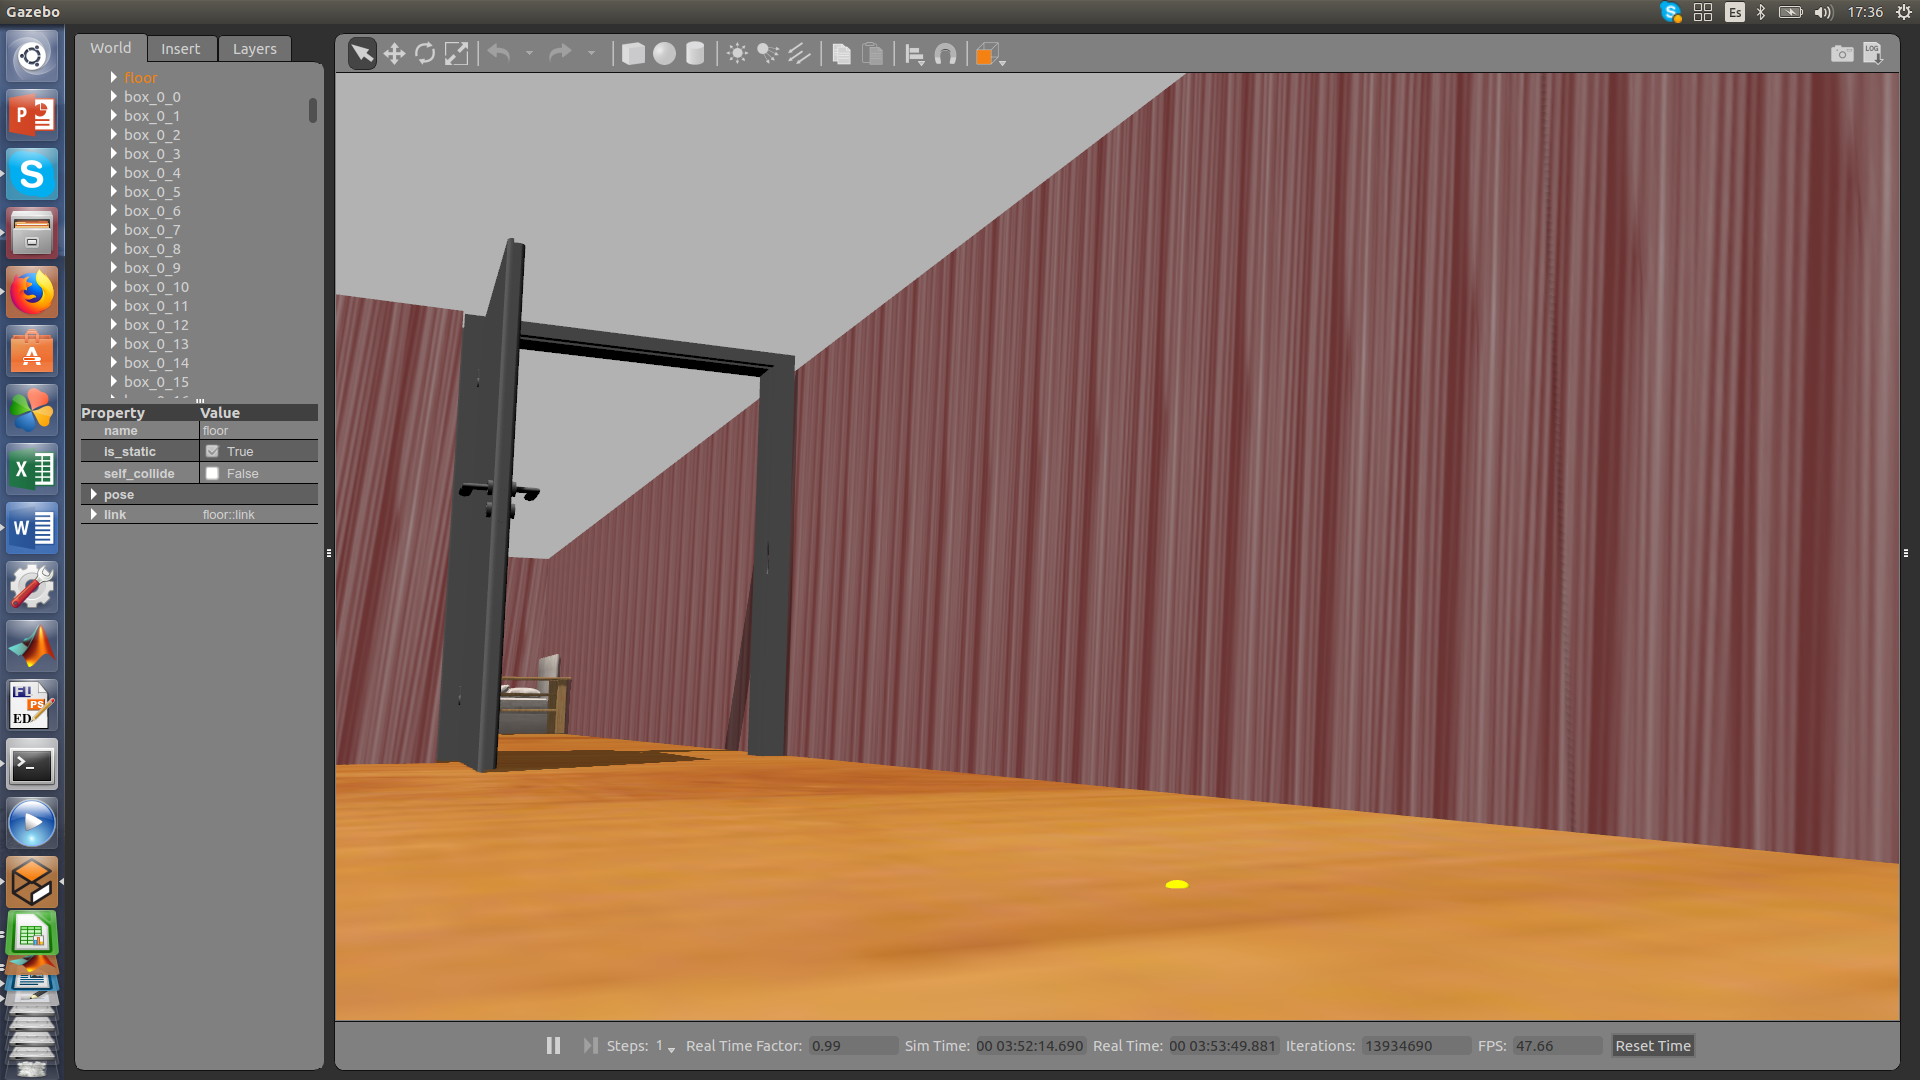 Gazebo
Es
17:36
World
Insert
Layers
LOG
floor
box_0_0
box_0_1
box_0_2
box_0_3
box_0_4
box_0_5
box_0_6
box_0_7
box_0_8
box_0_9
box_0_10
box_0_11
box_0_12
box_0_13
box_0_14
box_0_15
Property Value
name floor
is_static True
self_collide False
pose
link floor::link
Steps: 1 Real Time Factor: 0.99 Sim Time: 00 03:52:14.690 Real Time: 00 03:53:49.881 Iterations: 13934690 FPS: 47.66 Reset Time